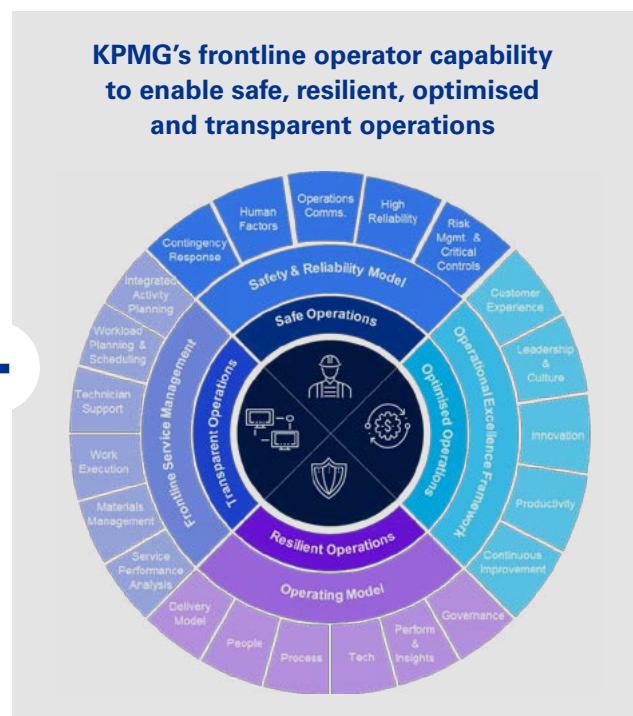 KPMG’s frontline operator capability
to enable safe, resilient, optimised
and transparent operations
Contingency
Response
Human
Factors
Operations
Comms.
High
Reliability
Risk
Mgmt. &
Critical
Controls
Safety & Reliability Model
Safe Operations
Customer
Experience
Leadership
&
Culture
Innovation
Productivity
Continuous
Improvement
Operational Excellence Framework
Optimised Operations
Governance
Perform
&
Insights
Tech
Process
People
Delivery
Model
Operating Model
Resilient Operations
Integrated
Activity
Planning
Workload
Planning &
Scheduling
Technician
Support
Work
Execution
Materials
Management
Service
Performance
Analysis
Frontline Service Management
Transparent Operations
$